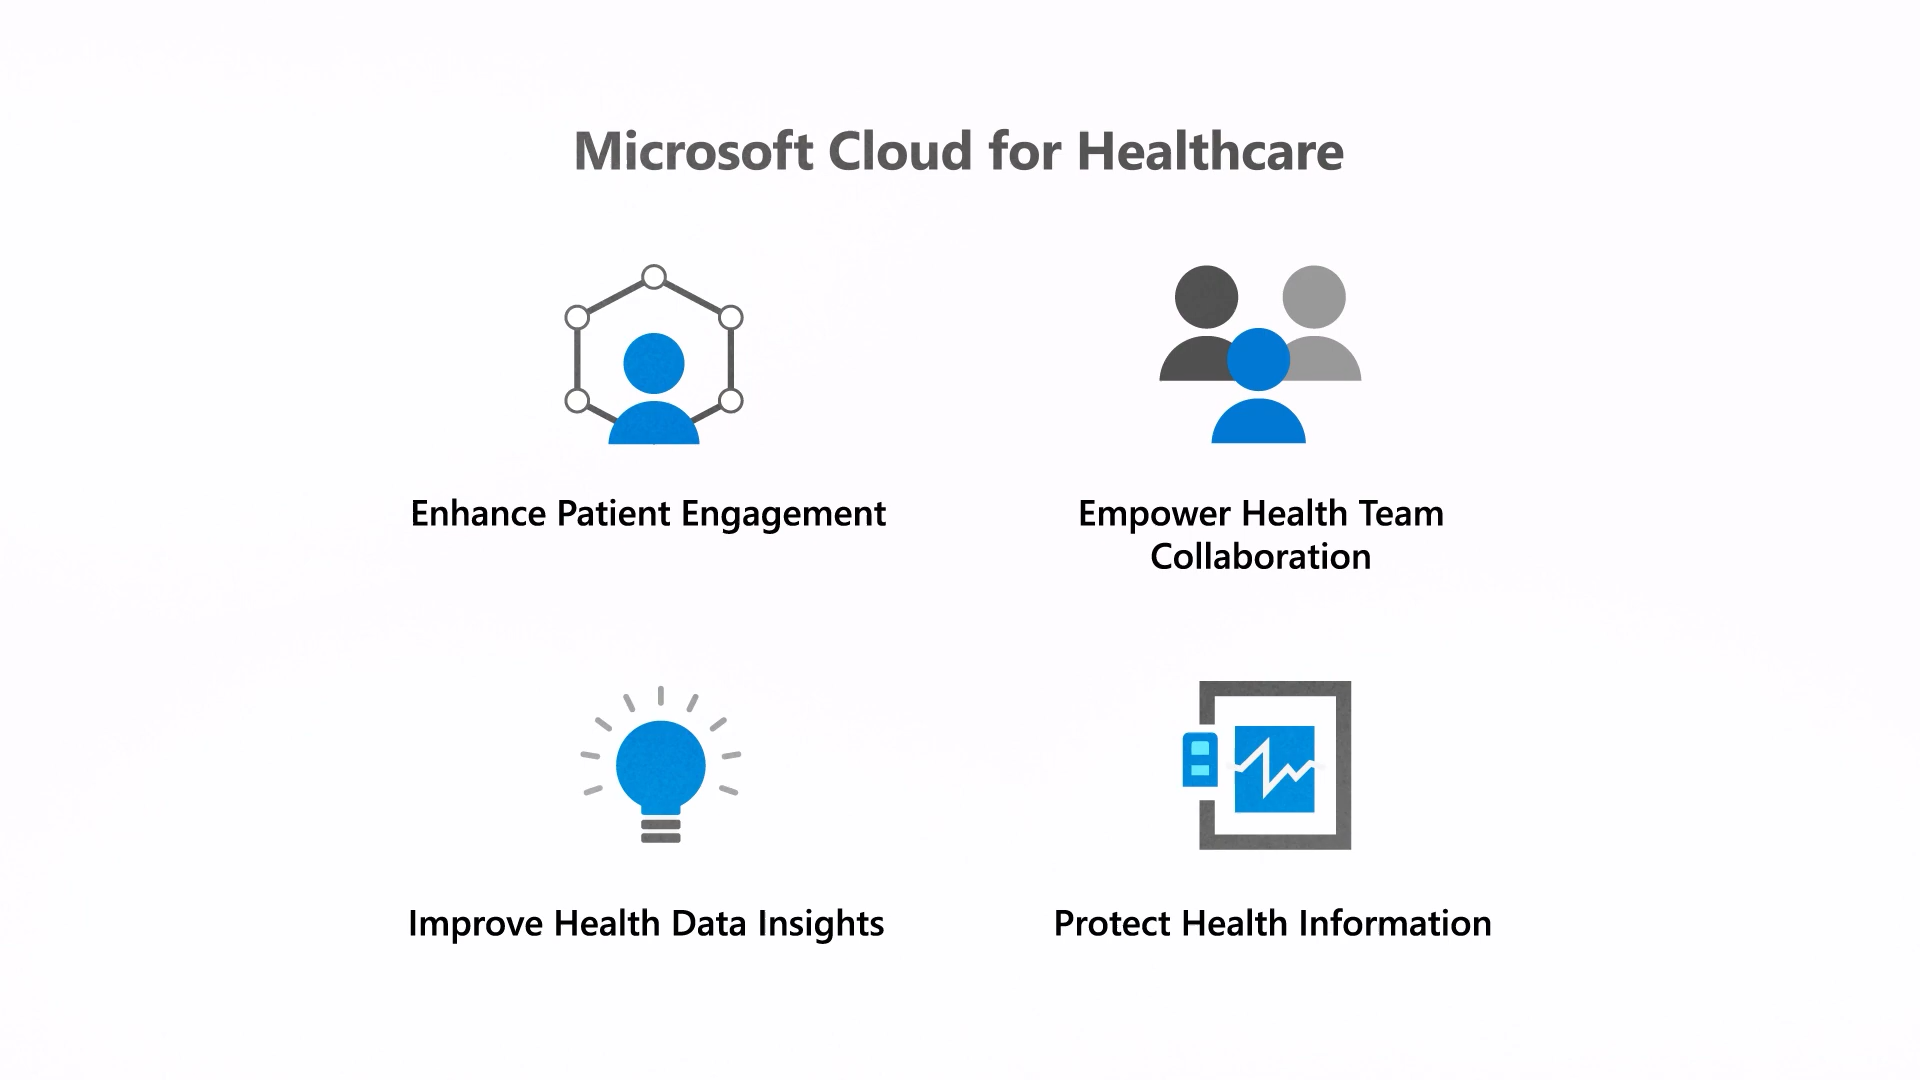 Microsoft Cloud for Healthcare
Enhance Patient Engagement
Empower Health Team
Collaboration
Improve Health Data Insights
Protect Health Information